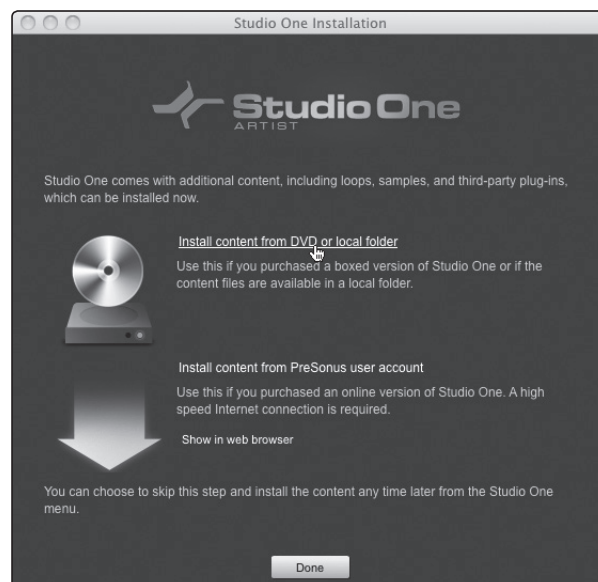 Studio One Installation
Studio One
ARTIST
Studio One comes with additional content, including loops, samples, and third-party plug-ins,
which can be installed now.
Install content from DVD or local folder
Use this if you purchased a boxed version of Studio One or if the
content files are available in a local folder.
Install content from PreSonus user account
Use this if you purchased an online version of Studio One. A high
speed Internet connection is required.
Show in web browser
You can choose to skip this step and install the content any time later from the Studio One
menu.
Done